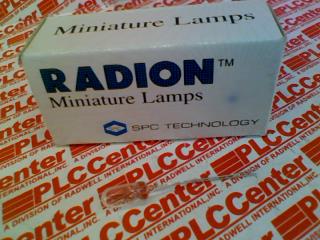 Miniature Lamps
RADION™
Miniature Lamps
SPC TECHNOLOGY
PLCCenter
A DIVISION OF RADWELL INTERNATIONAL, INC.